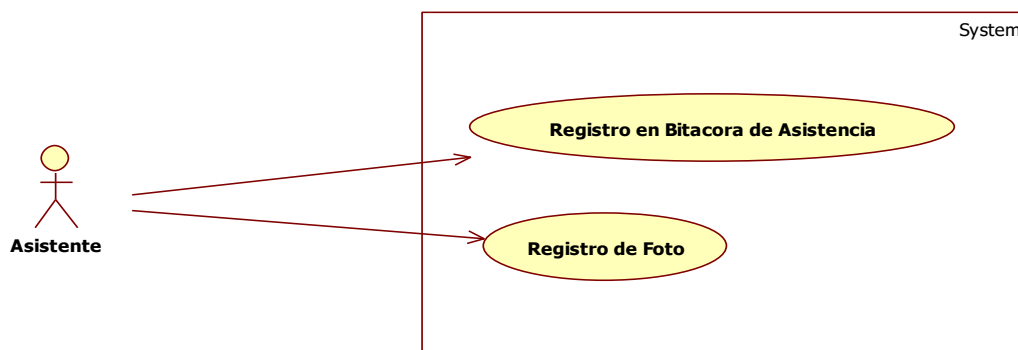 System
Registro en Bitacora de Asistencia
Asistente
Registro de Foto